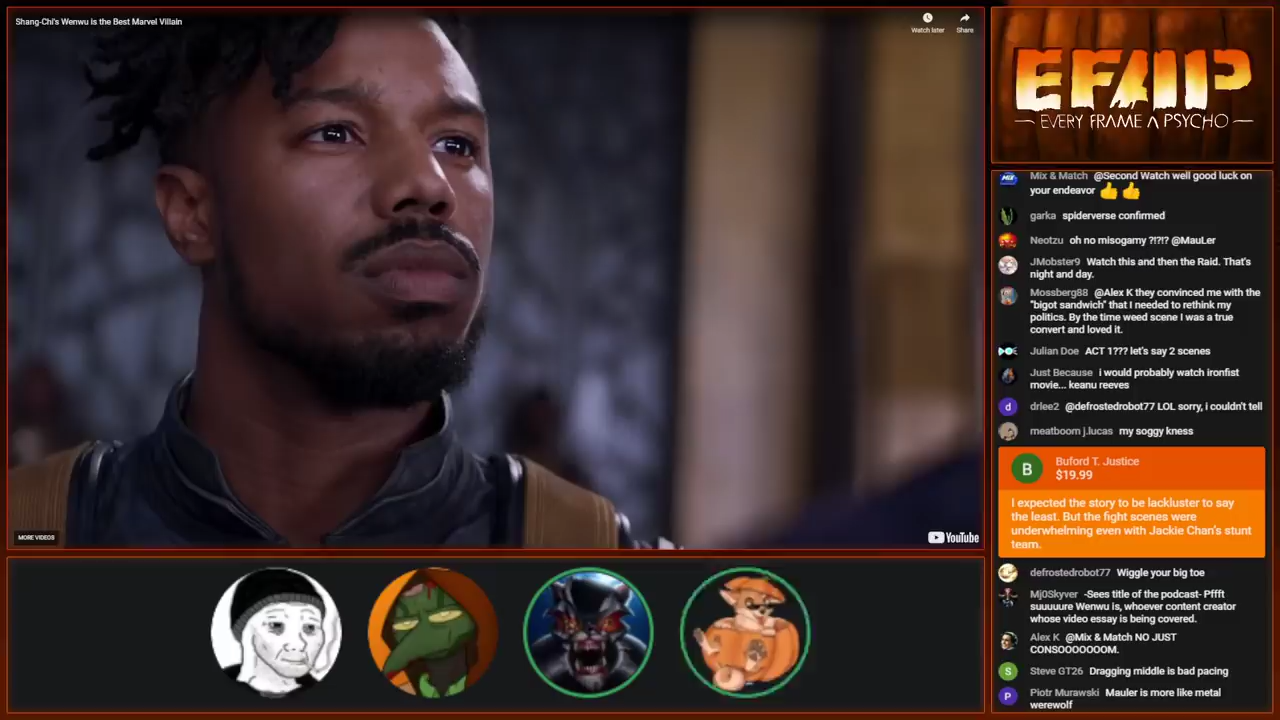 Shang-Chi's Wenwu is the Best Marvel Villain
Watch later
Share
MORE VIDEOS
YouTube
EFAP
EVERY FRAME A PSYCHO
Mix & Match @Second Watch well good luck on
your endeavor 👍👍
garka spiderverse confirmed
Neotzu oh no misogamy ?!?!? @MauLer
JMobster9 Watch this and then the Raid. That's
night and day.
Mossberg88 @Alex K they convinced me with the
"bigot sandwich" that I needed to rethink my
politics. By the time weed scene I was a true
convert and loved it.
Julian Doe ACT 1??? let's say 2 scenes
Just Because i would probably watch ironfist
movie... keanu reeves
d
drlee2 @defrostedrobot77 LOL sorry, i couldn't tell
meatboom j.lucas my soggy kness
B
Buford T. Justice
$19.99
I expected the story to be lackluster to say
the least. But the fight scenes were
underwhelming even with Jackie Chan's stunt
team.
defrostedrobot77 Wiggle your big toe
Mj0Skyver -Sees title of the podcast- Pffft
suuuuure Wenwu is, whoever content creator
whose video essay is being covered.
Alex K @Mix & Match NO JUST
CONSOOOOOOOM.
S
Steve GT26 Dragging middle is bad pacing
P
Piotr Murawski Mauler is more like metal
werewolf